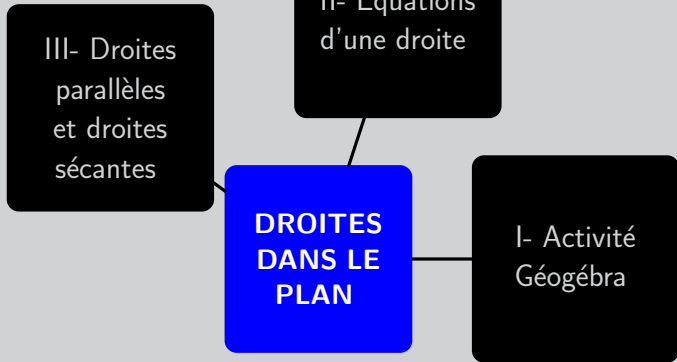 II- Équations
d'une droite
III- Droites
parallèles
et droites
sécantes
DROITES
DANS LE
PLAN
I- Activité
Géogébra